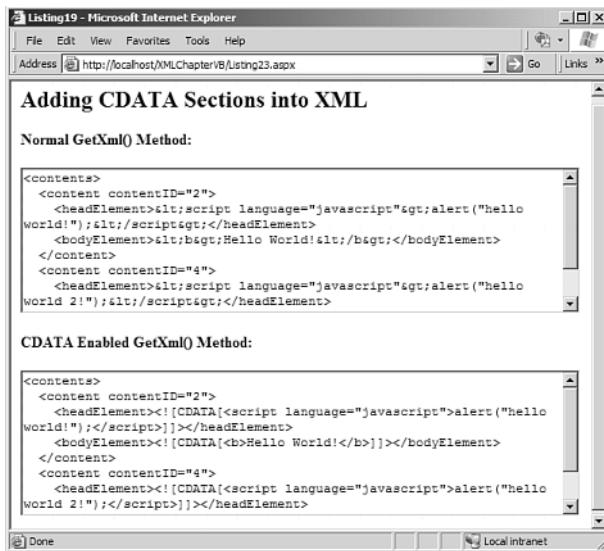 Listing19 - Microsoft Internet Explorer
File Edit View Favorites Tools Help
Address http://localhost/XMLChapterVB/Listing23.aspx Go Links »
Adding CDATA Sections into XML
Normal GetXml() Method:
<contents>
<content contentID="2">
<headElement>&lt;script language="javascript"&gt;alert("hello
world!");&lt;/script&gt;</headElement>
<bodyElement>&lt;b&gt;Hello World!&lt;/b&gt;</bodyElement>
</content>
<content contentID="4">
<headElement>&lt;script language="javascript"&gt;alert("hello
world 2!");&lt;/script&gt;</headElement>
CDATA Enabled GetXml() Method:
<contents>
<content contentID="2">
<headElement><![CDATA[<script language="javascript">alert("hello
world!");</script>]]></headElement>
<bodyElement><![CDATA[<b>Hello World!</b>]]></bodyElement>
</content>
<content contentID="4">
<headElement><![CDATA[<script language="javascript">alert("hello
world 2!");</script>]]></headElement>
Done Local intranet